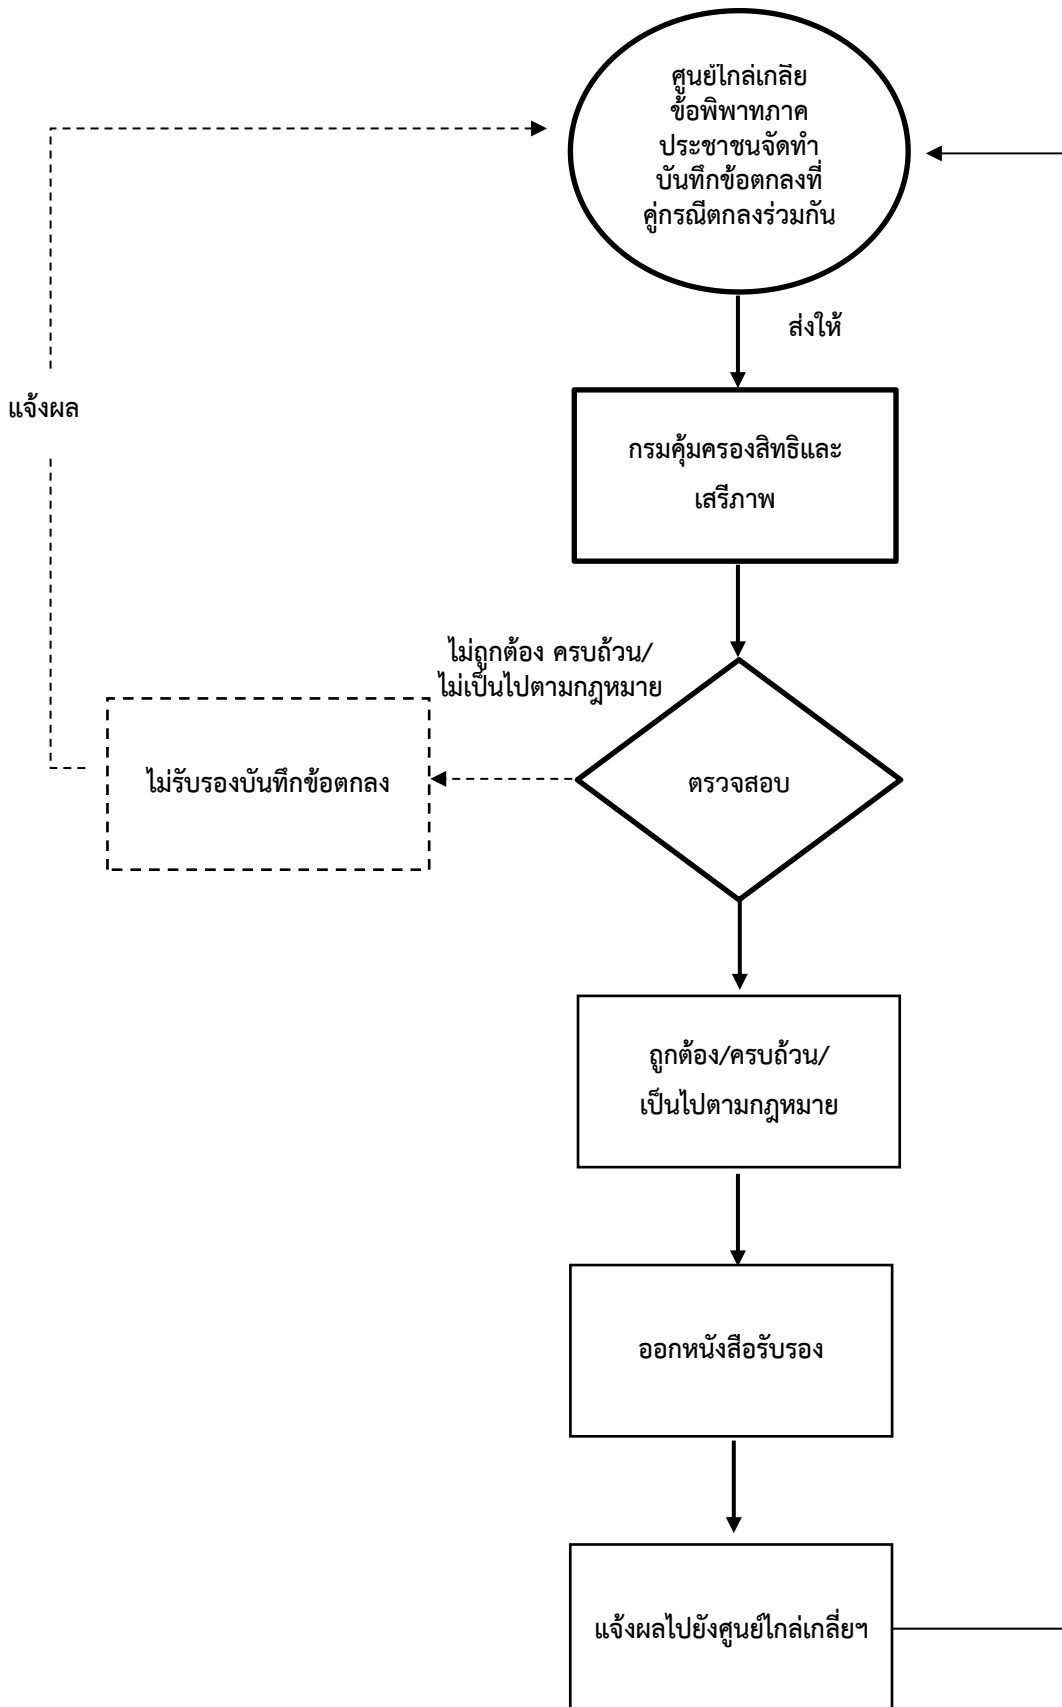 ศูนย์ไกล่เกลี่ย
ข้อพิพาทภาค
ประชาชนจัดทำ
บันทึกข้อตกลงที่
คู่กรณีตกลงร่วมกัน
ส่งให้
แจ้งผล
กรมคุ้มครองสิทธิและ
เสรีภาพ
ไม่ถูกต้อง ครบถ้วน/
ไม่เป็นไปตามกฎหมาย
ไม่รับรองบันทึกข้อตกลง
ตรวจสอบ
ถูกต้อง/ครบถ้วน/
เป็นไปตามกฎหมาย
ออกหนังสือรับรอง
แจ้งผลไปยังศูนย์ไกล่เกลี่ยฯ